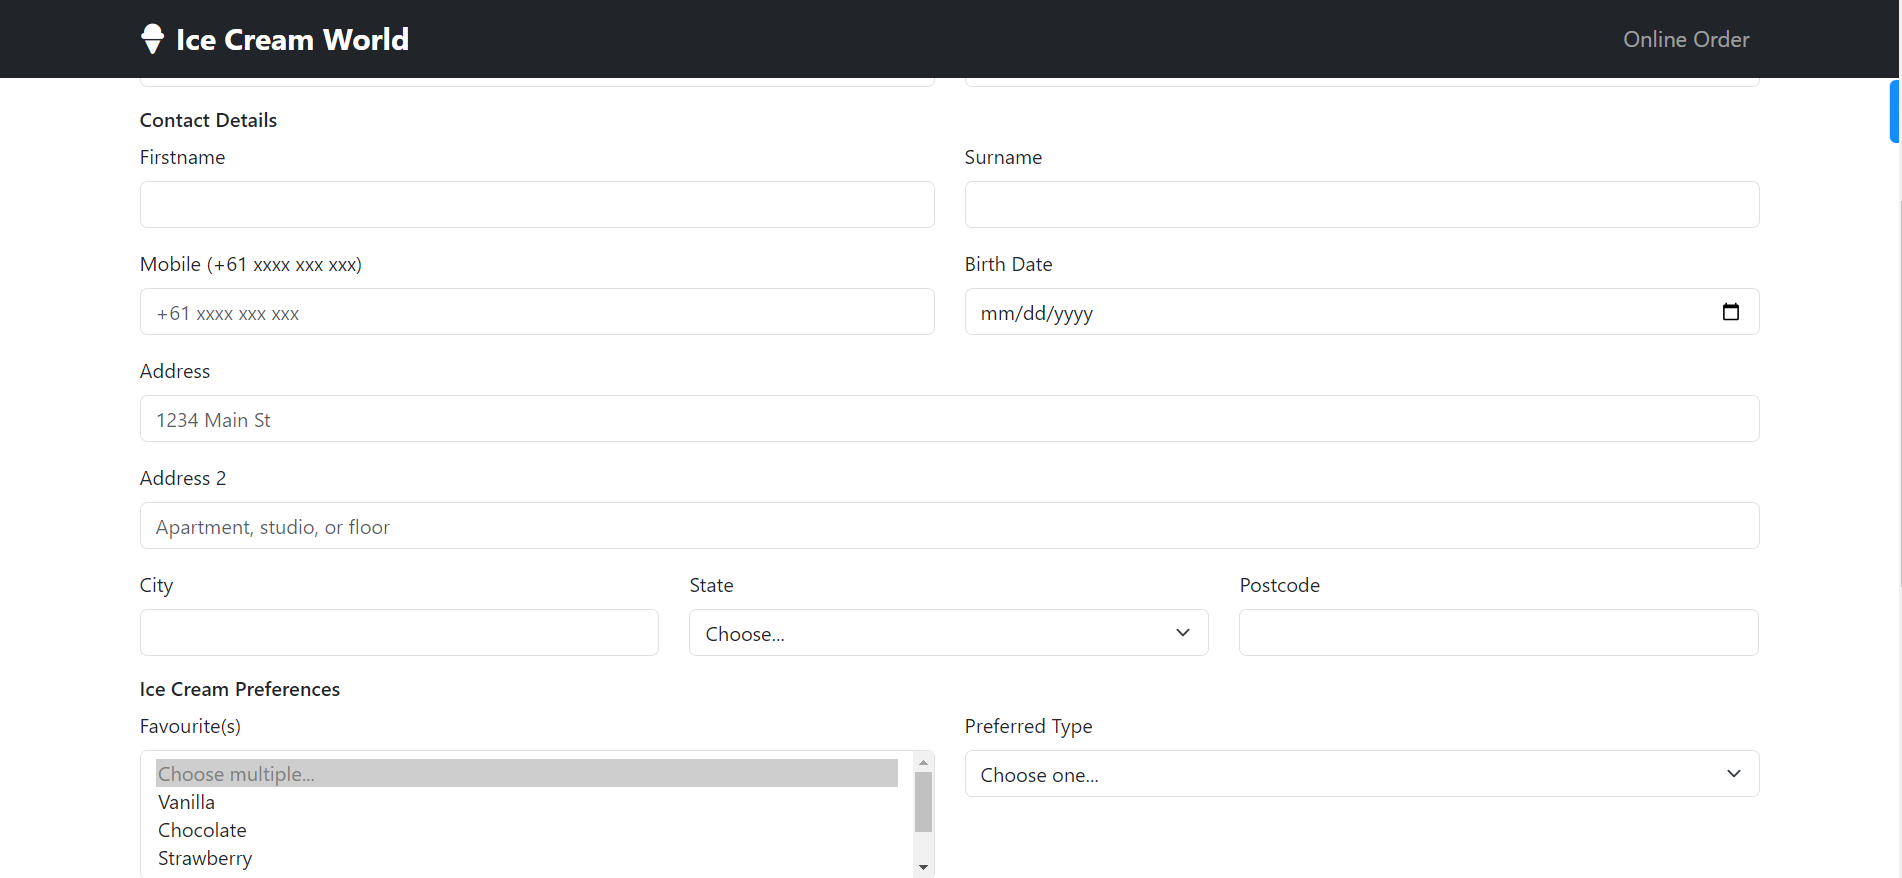 Ice Cream World
Online Order
Contact Details
Firstname
Surname
Mobile (+61 xxxx xxx xxx)
Birth Date
+61 xxxx xxx xxx
mm/dd/yyyy
Address
1234 Main St
Address 2
Apartment, studio, or floor
City
State
Postcode
Choose...
Ice Cream Preferences
Favourite(s)
Preferred Type
Choose multiple...
Choose one...
Vanilla
Chocolate
Strawberry